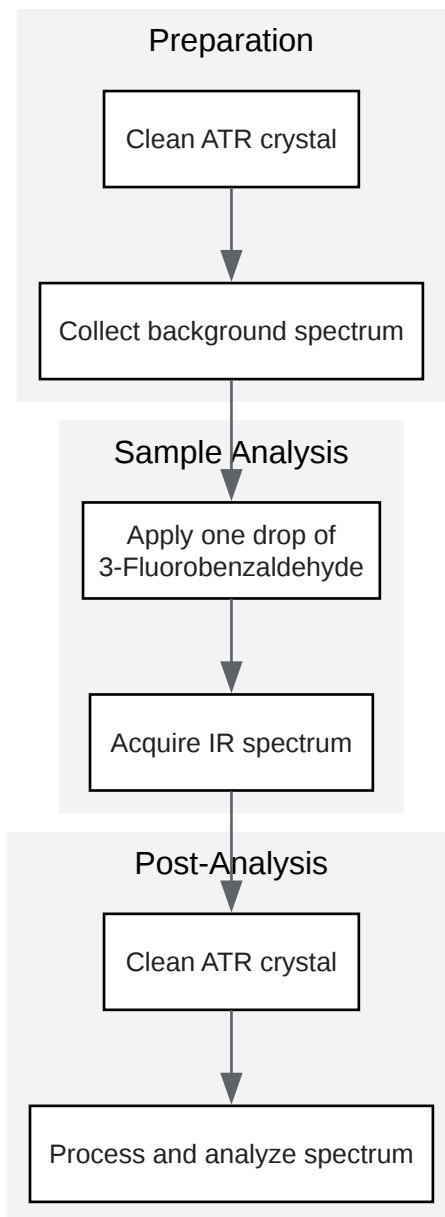 Preparation
Clean ATR crystal
Collect background spectrum
Sample Analysis
Apply one drop of
3-Fluorobenzaldehyde
Acquire IR spectrum
Post-Analysis
Clean ATR crystal
Process and analyze spectrum